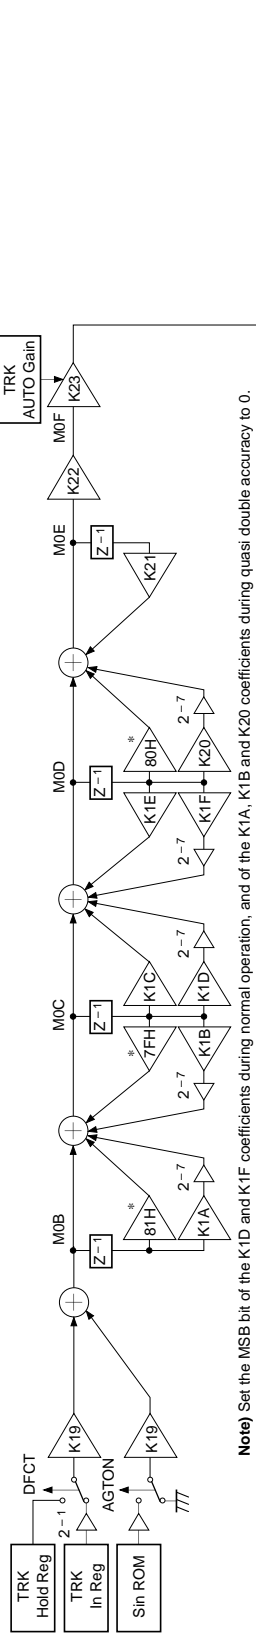 TRK
Hold Reg
TRK
In Reg
Sin ROM
DFCT
2 – 1
AGTON
K19
K19
M0B
Z – 1
81H
*
K1A
2 – 7
7FH
*
K1B
2 – 7
M0C
Z – 1
K1C
K1D
2 – 7
K1E
K1F
2 – 7
M0D
Z – 1
80H
*
K20
2 – 7
M0E
Z – 1
K21
K22
M0F
K23
TRK
AUTO Gain
Note) Set the MSB bit of the K1D and K1F coefficients during normal operation, and of the K1A, K1B and K20 coefficients during quasi double accuracy to 0.